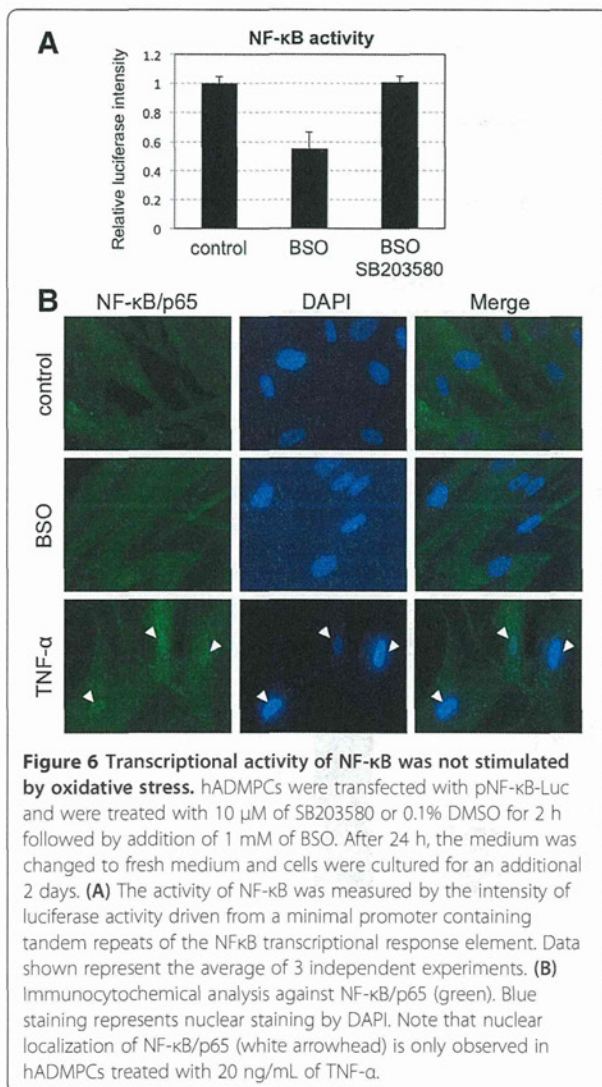 A
NF-κB activity
Relative luciferase intensity
1.2
1
0.8
0.6
0.4
0.2
0
control
BSO
BSO
SB203580
B
NF-κB/p65
DAPI
Merge
control
BSO
TNF-α
Figure 6 Transcriptional activity of NF-κB was not stimulated
by oxidative stress. hADMPCs were transfected with pNF-κB-Luc
and were treated with 10 μM of SB203580 or 0.1% DMSO for 2 h
followed by addition of 1 mM of BSO. After 24 h, the medium was
changed to fresh medium and cells were cultured for an additional
2 days. (A) The activity of NF-κB was measured by the intensity of
luciferase activity driven from a minimal promoter containing
tandem repeats of the NFκB transcriptional response element. Data
shown represent the average of 3 independent experiments. (B)
Immunocytochemical analysis against NF-κB/p65 (green). Blue
staining represents nuclear staining by DAPI. Note that nuclear
localization of NF-κB/p65 (white arrowhead) is only observed in
hADMPCs treated with 20 ng/mL of TNF-α.